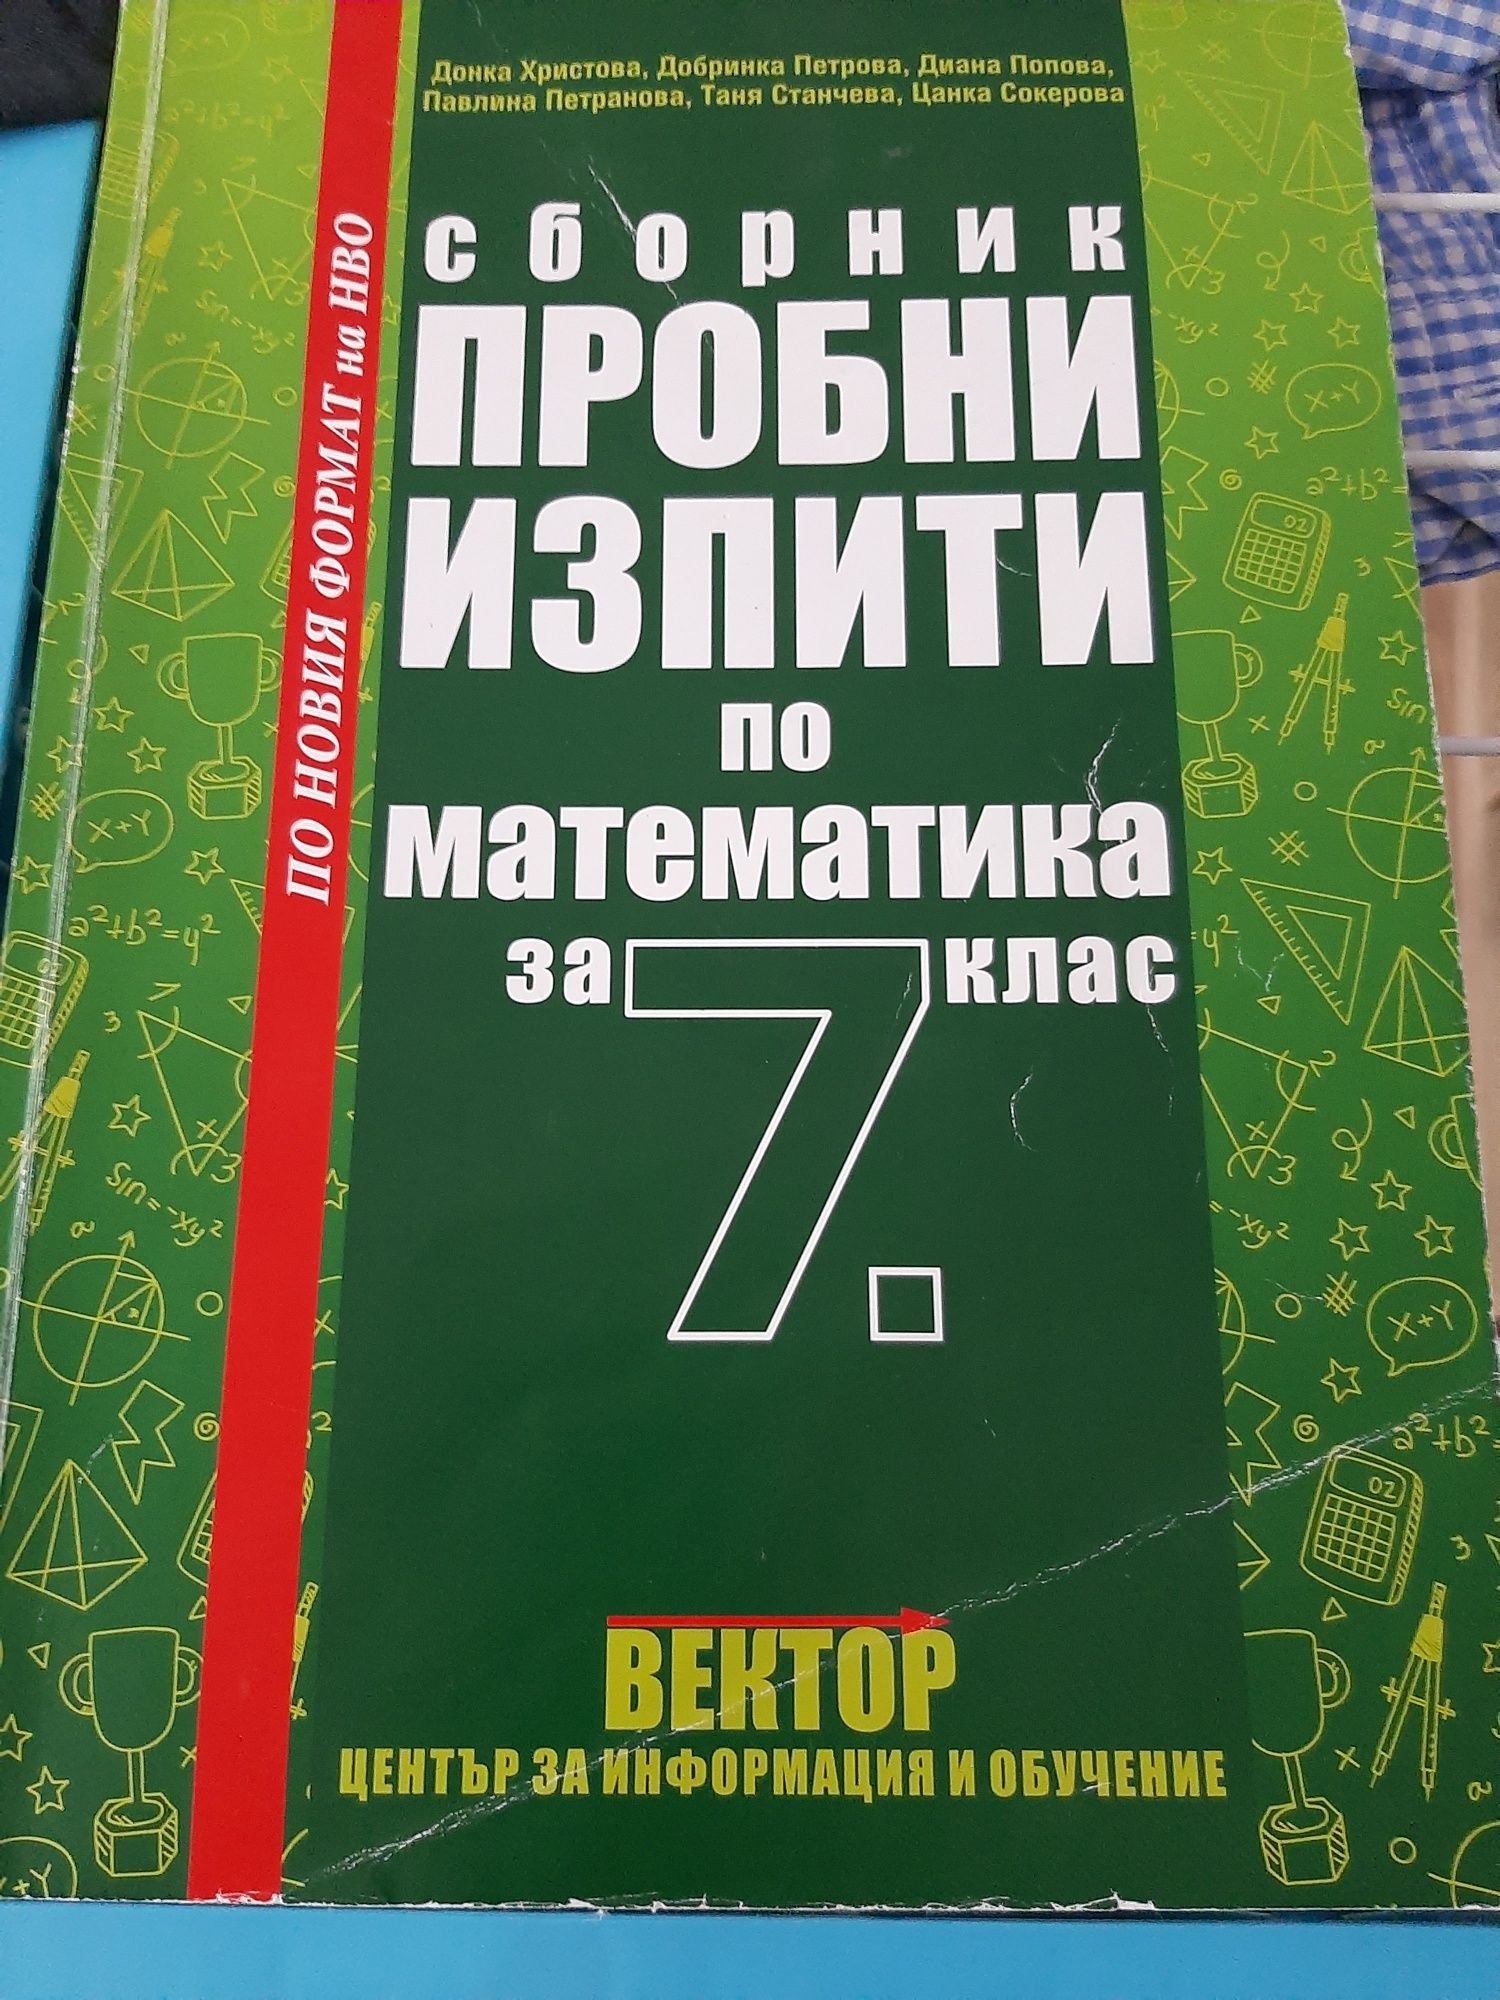 Донка Христова, Добринка Петрова, Диана Попова,
Павлина Петранова, Таня Станчева, Цанка Сокерова
сборник
ПРОБНИ
ИЗПИТИ
по
математика
за 7. клас
ПО НОВИЯ ФОРМАТ на НВО
ВЕКТОР
ЦЕНТЪР ЗА ИНФОРМАЦИЯ И ОБУЧЕНИЕ